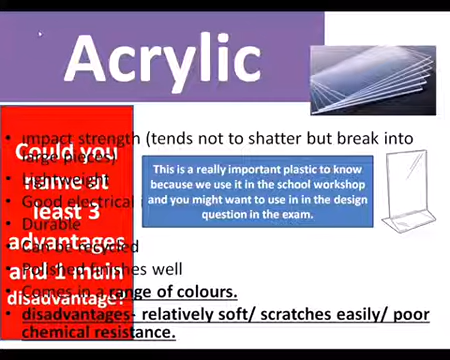 Acrylic
• Impact strength (tends not to shatter but break into
large pieces)
• Lightweight
• Good electrical
• Durable
• Can be recycled
• Polished finishes well
• Comes in a range of colours.
• disadvantages- relatively soft/ scratches easily/ poor
chemical resistance.
Could you
name at
least 3
advantages
and 1 main
disadvantage?
This is a really important plastic to know
because we use it in the school workshop
and you might want to use in in the design
question in the exam.